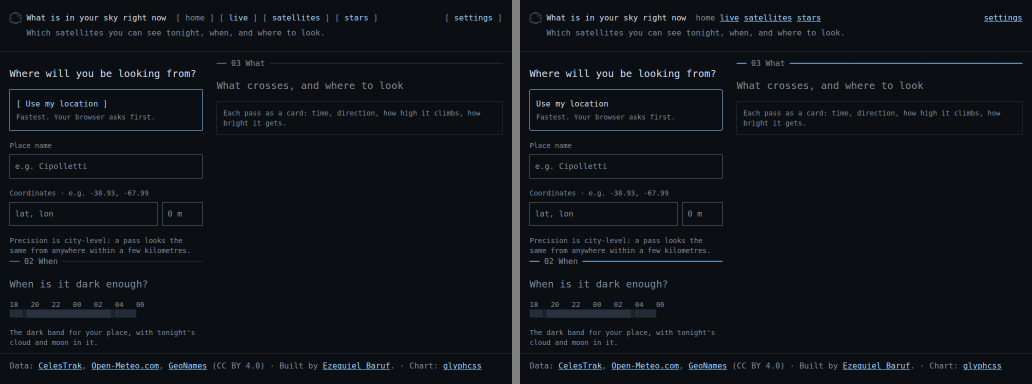 What is in your sky right now [ home ] [ live ] [ satellites ] [ stars ] [ settings ]
Which satellites you can see tonight, when, and where to look.
Where will you be looking from?
[ Use my location ]
Fastest. Your browser asks first.
Place name
e.g. Cipolletti
Coordinates · e.g. -38.93, -67.99
lat, lon
0 m
Precision is city-level: a pass looks the
same from anywhere within a few kilometres.
02 When
When is it dark enough?
18 20 22 00 02 04 06
The dark band for your place, with tonight's
cloud and moon in it.
03 What
What crosses, and where to look
Each pass as a card: time, direction, how high it climbs, how
bright it gets.
Data: CelesTrak, Open-Meteo.com, GeoNames (CC BY 4.0) · Built by Ezequiel Baruf. · Chart: glyphcss
What is in your sky right now home live satellites stars settings
Which satellites you can see tonight, when, and where to look.
Where will you be looking from?
Use my location
Fastest. Your browser asks first.
Place name
e.g. Cipolletti
Coordinates · e.g. -38.93, -67.99
lat, lon
0 m
Precision is city-level: a pass looks the
same from anywhere within a few kilometres.
02 When
When is it dark enough?
18 20 22 00 02 04 06
The dark band for your place, with tonight's
cloud and moon in it.
03 What
What crosses, and where to look
Each pass as a card: time, direction, how high it climbs, how
bright it gets.
Data: CelesTrak, Open-Meteo.com, GeoNames (CC BY 4.0) · Built by Ezequiel Baruf. · Chart: glyphcss